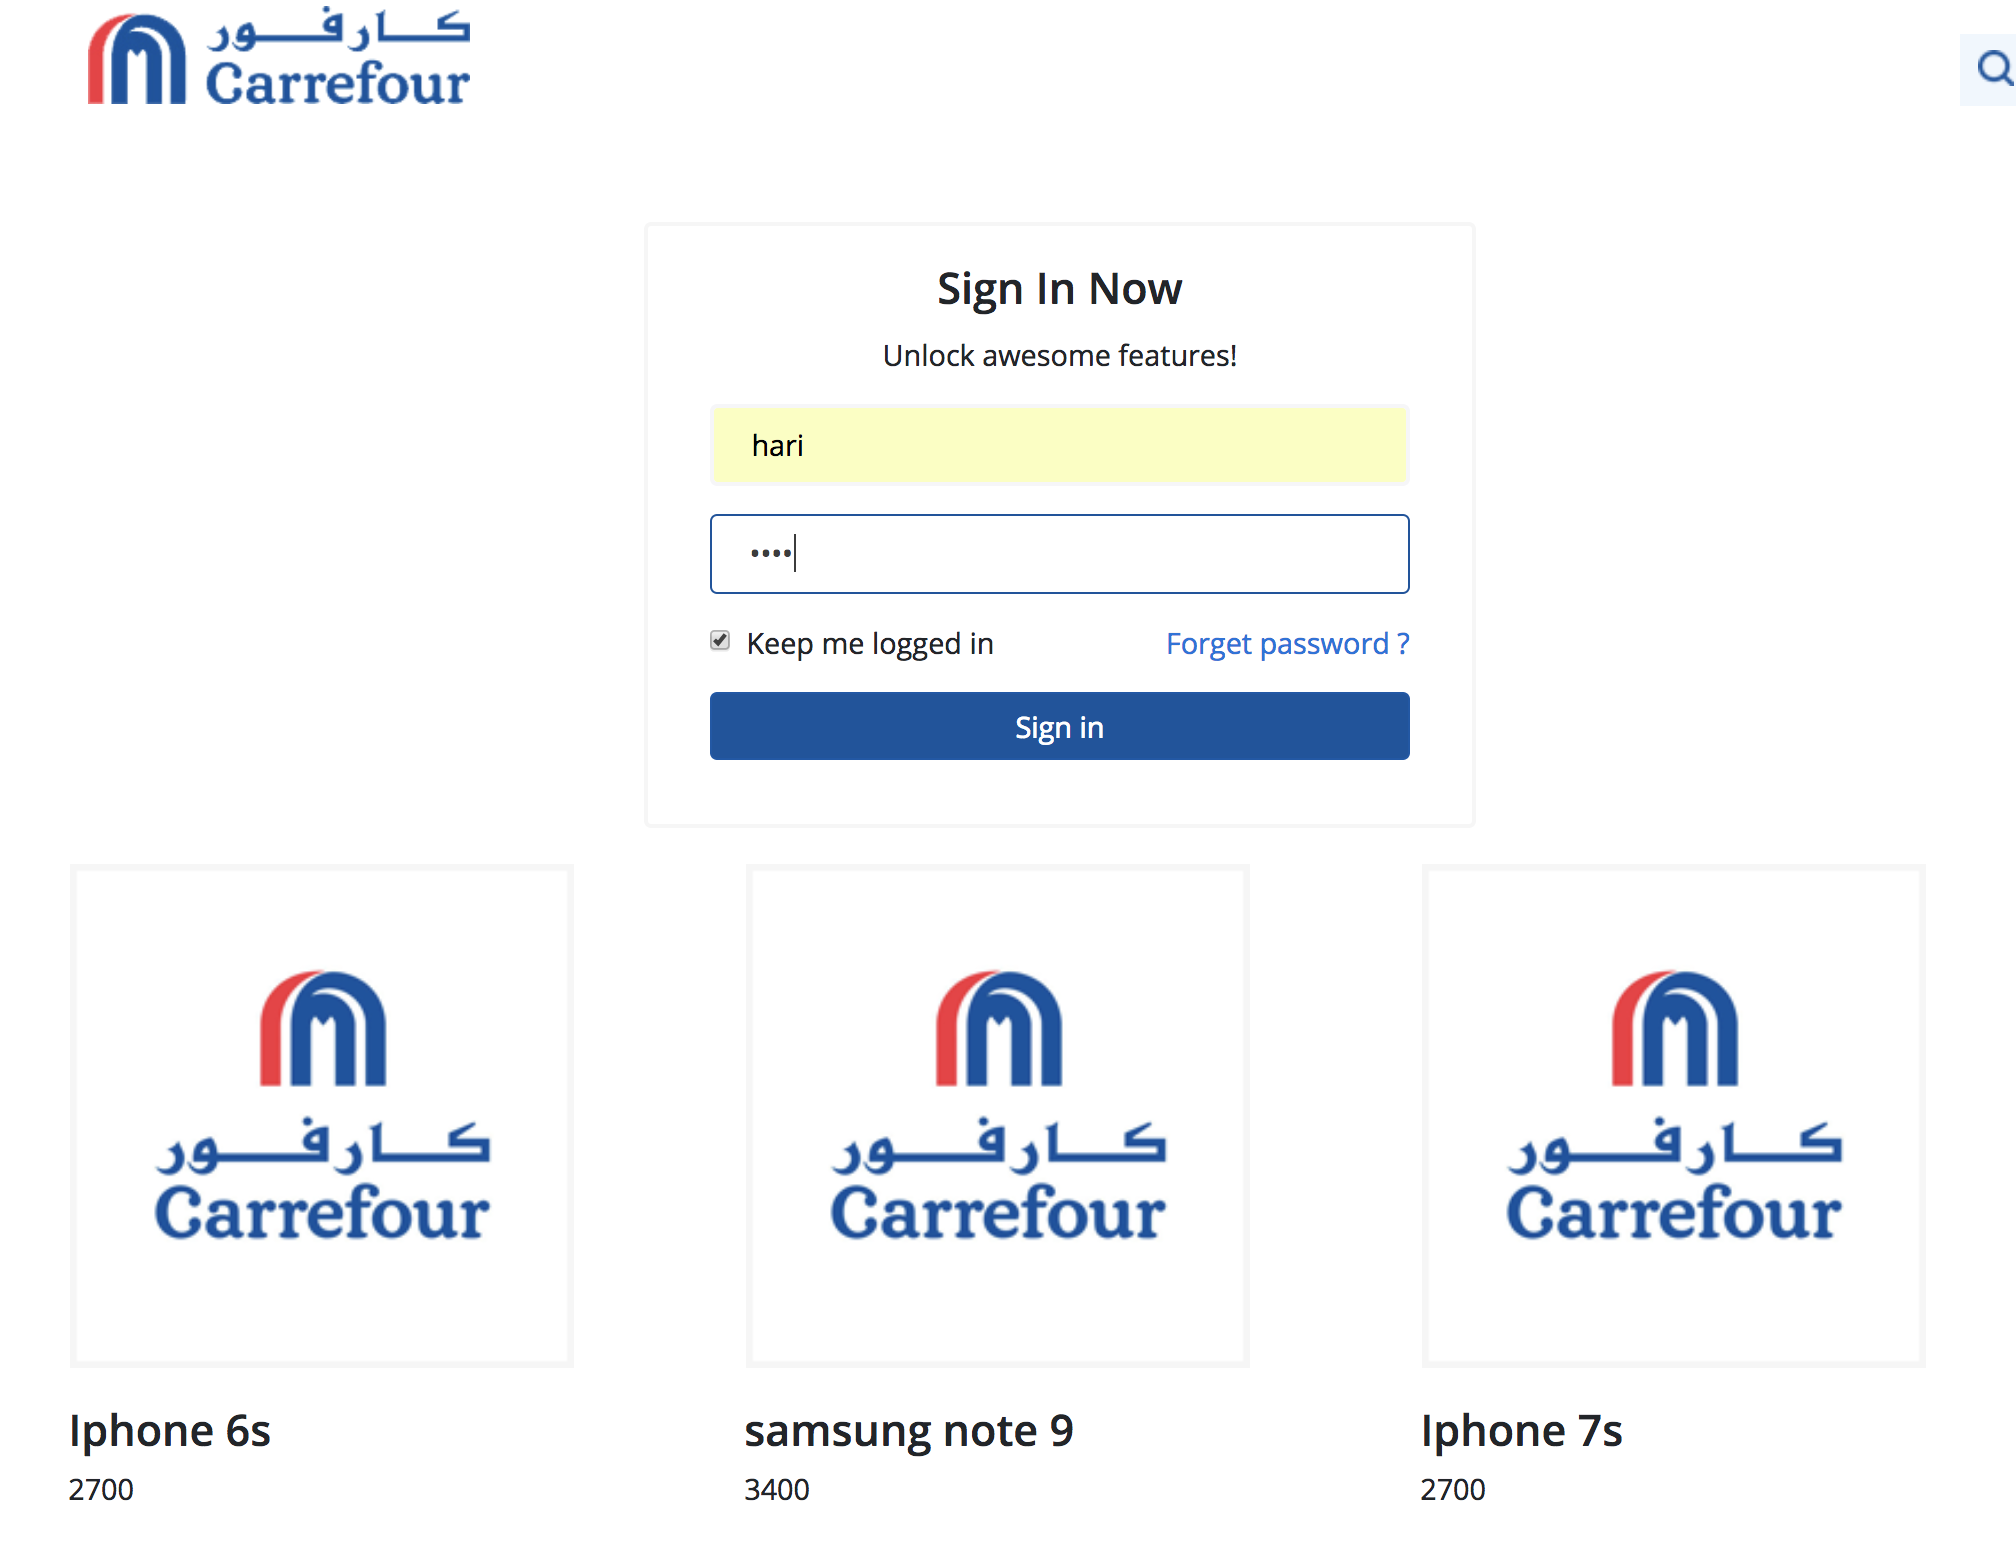 كارفور
Carrefour
Sign In Now
Unlock awesome features!
hari
••••
Keep me logged in
Forget password ?
Sign in
كارفور
Carrefour
كارفور
Carrefour
كارفور
Carrefour
Iphone 6s
2700
samsung note 9
3400
Iphone 7s
2700